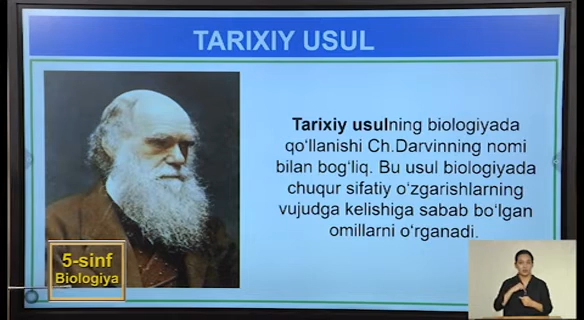 TARIXIY USUL
Tarixiy usulning biologiyada
qo‘llanishi Ch.Darvinning nomi
bilan bog‘liq. Bu usul biologiyada
chuqur sifatiy o‘zgarishlarning
vujudga kelishiga sabab bo‘lgan
omillarni o‘rganadi.
5-sinf
Biologiya